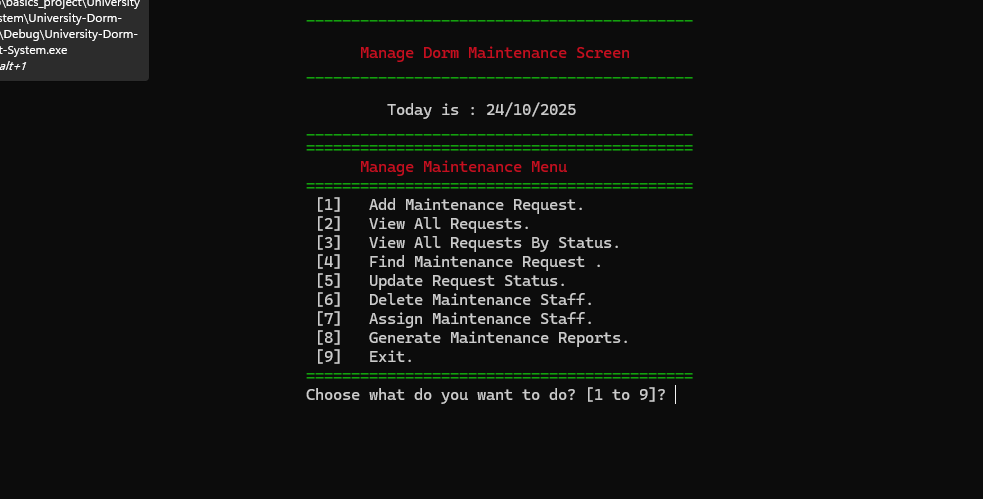 \basics_project\University
stem\University-Dorm-
\Debug\University-Dorm-
t-System.exe
alt+1
Manage Dorm Maintenance Screen
Today is : 24/10/2025
Manage Maintenance Menu
[1] Add Maintenance Request.
[2] View All Requests.
[3] View All Requests By Status.
[4] Find Maintenance Request .
[5] Update Request Status.
[6] Delete Maintenance Staff.
[7] Assign Maintenance Staff.
[8] Generate Maintenance Reports.
[9] Exit.
Choose what do you want to do? [1 to 9]?